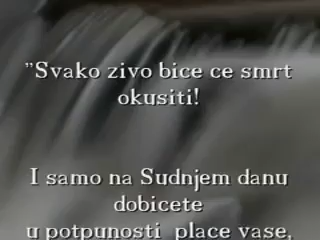 "Svako zivo bice ce smrt
okusiti!
I samo na Sudnjem danu
dobicete
u potpunosti place vase,